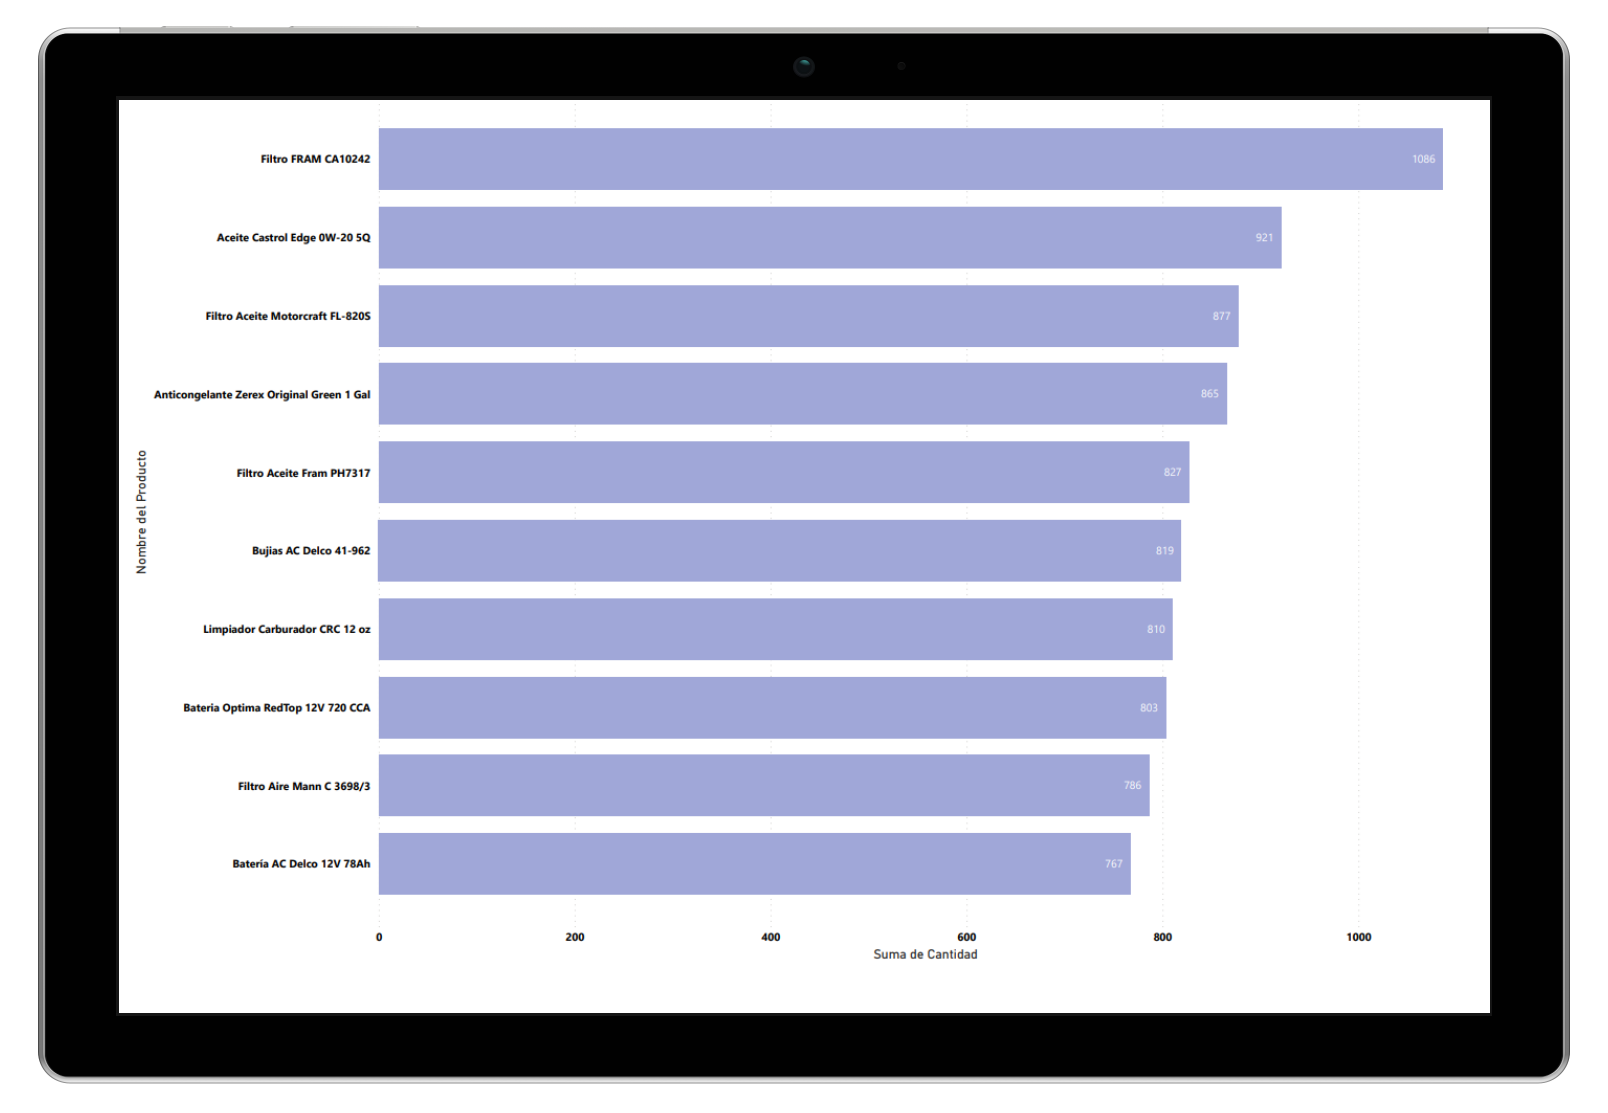 Filtro FRAM CA10242
1086
Aceite Castrol Edge 0W-20 5Q
921
Filtro Aceite Motorcraft FL-820S
877
Anticongelante Zerex Original Green 1 Gal
865
Filtro Aceite Fram PH7317
827
Bujias AC Delco 41-962
819
Limpiador Carburador CRC 12 oz
810
Bateria Optima RedTop 12V 720 CCA
803
Filtro Aire Mann C 3698/3
786
Batería AC Delco 12V 78Ah
767
Nombre del Producto
0 200 400 600 800 1000
Suma de Cantidad